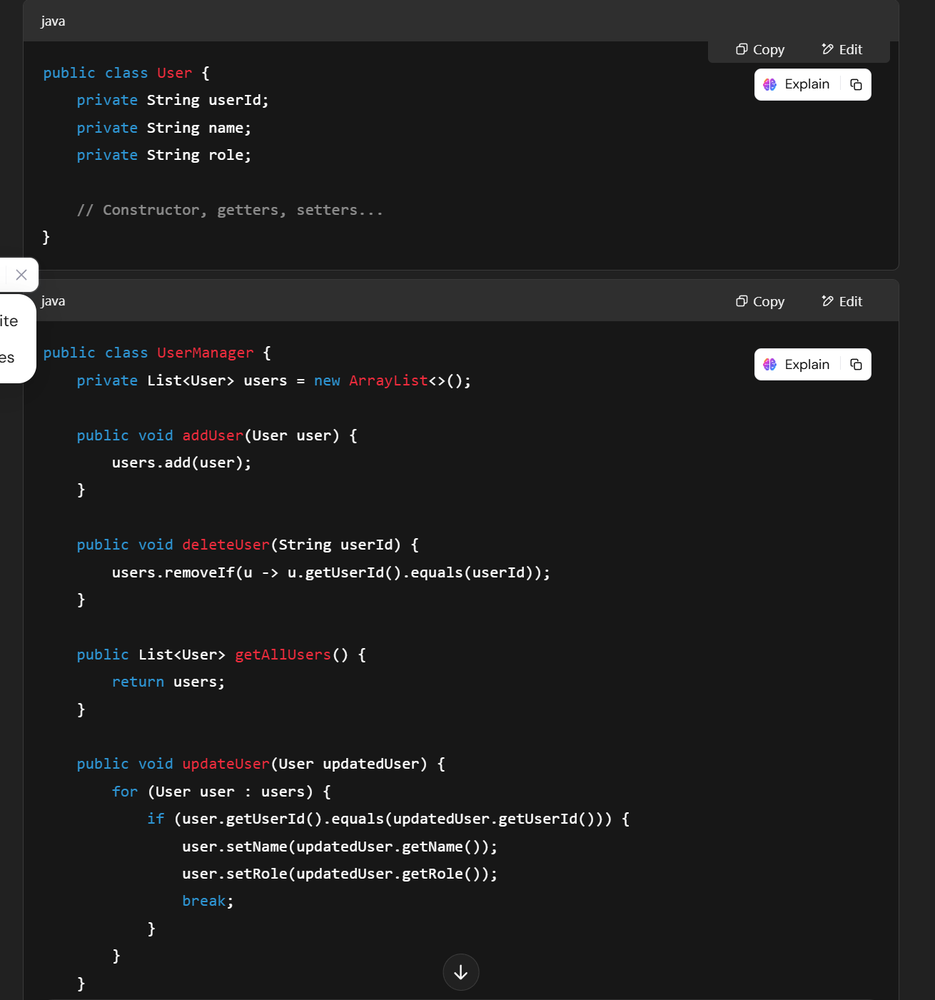 java
Copy Edit
public class User {
Explain
    private String userId;
    private String name;
    private String role;
    // Constructor, getters, setters...
}
ite
es
java
Copy Edit
public class UserManager {
Explain
    private List<User> users = new ArrayList<>();
    public void addUser(User user) {
        users.add(user);
    }
    public void deleteUser(String userId) {
        users.removeIf(u -> u.getUserId().equals(userId));
    }
    public List<User> getAllUsers() {
        return users;
    }
    public void updateUser(User updatedUser) {
        for (User user : users) {
            if (user.getUserId().equals(updatedUser.getUserId())) {
                user.setName(updatedUser.getName());
                user.setRole(updatedUser.getRole());
                break;
            }
        }
    }